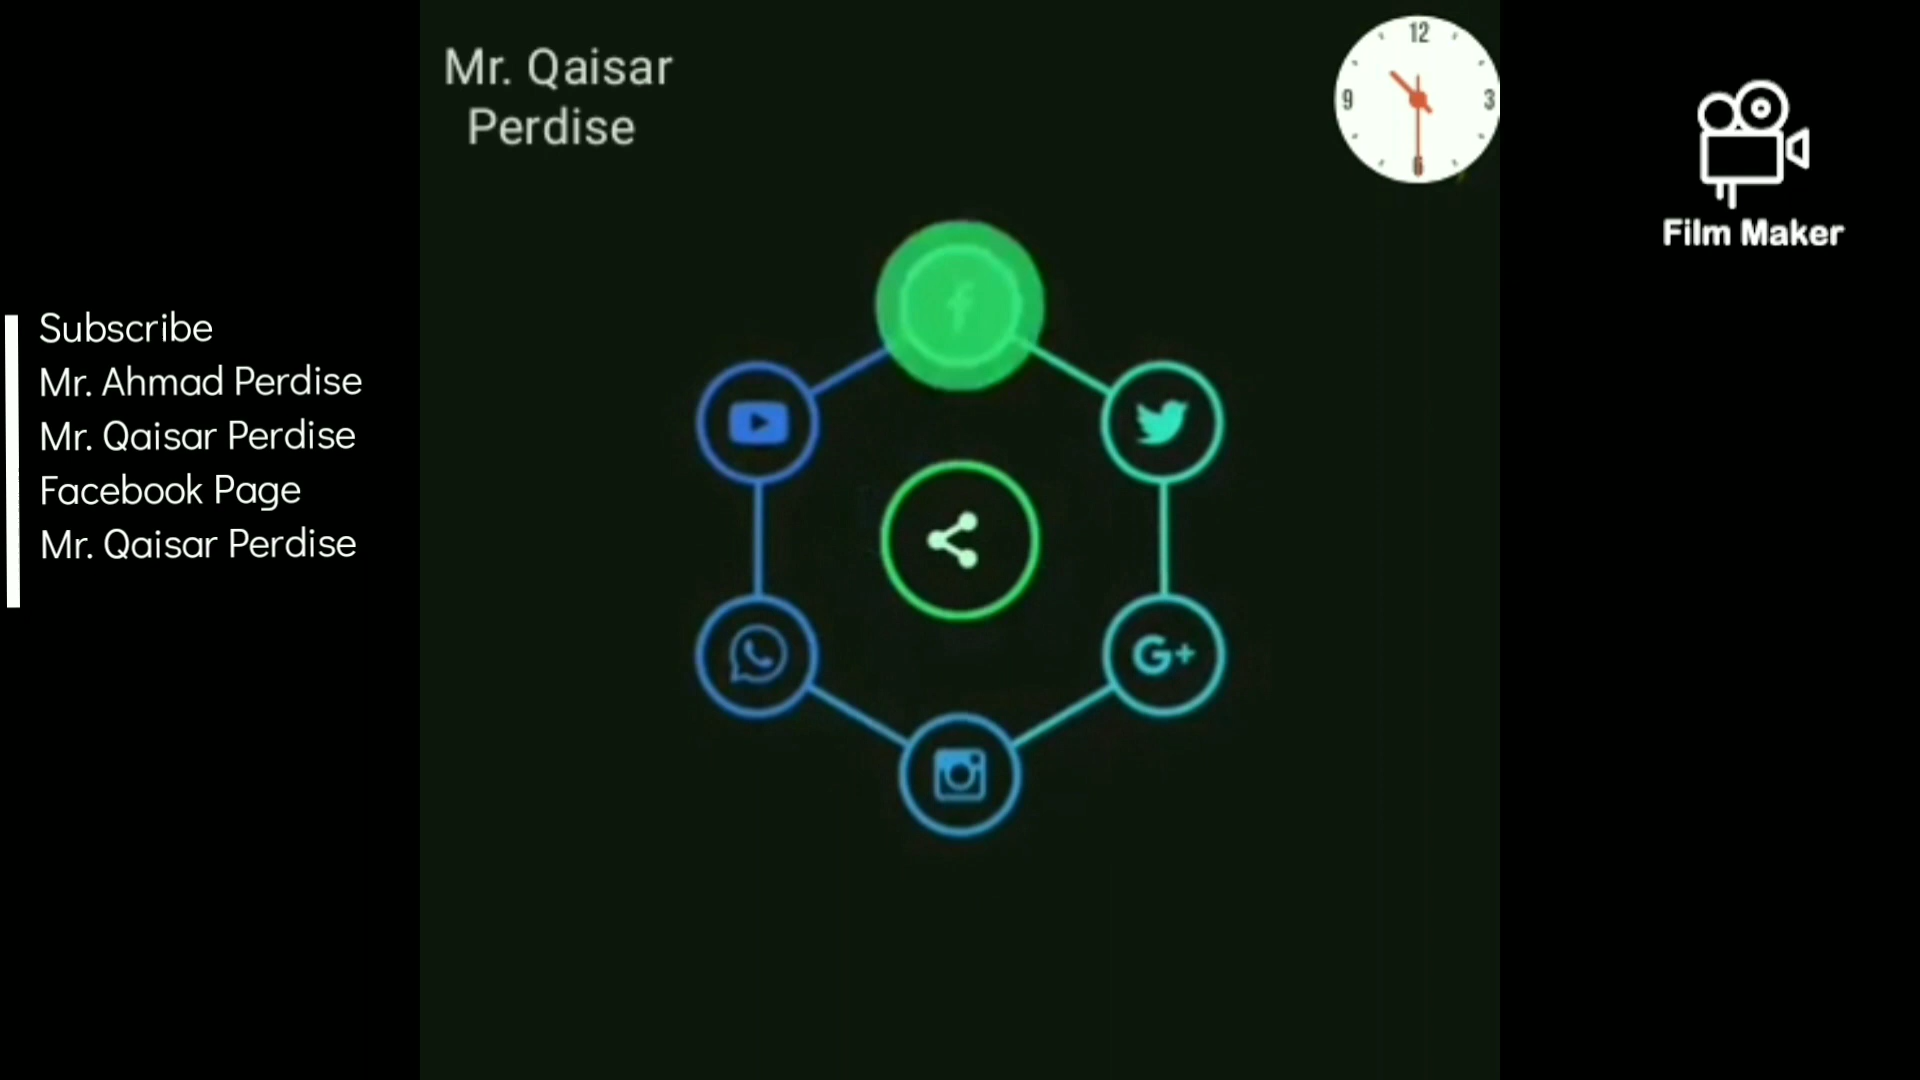 Mr. Qaisar
Perdise
12
9
3
6
Film Maker
Subscribe
Mr. Ahmad Perdise
Mr. Qaisar Perdise
Facebook Page
Mr. Qaisar Perdise
f
G+